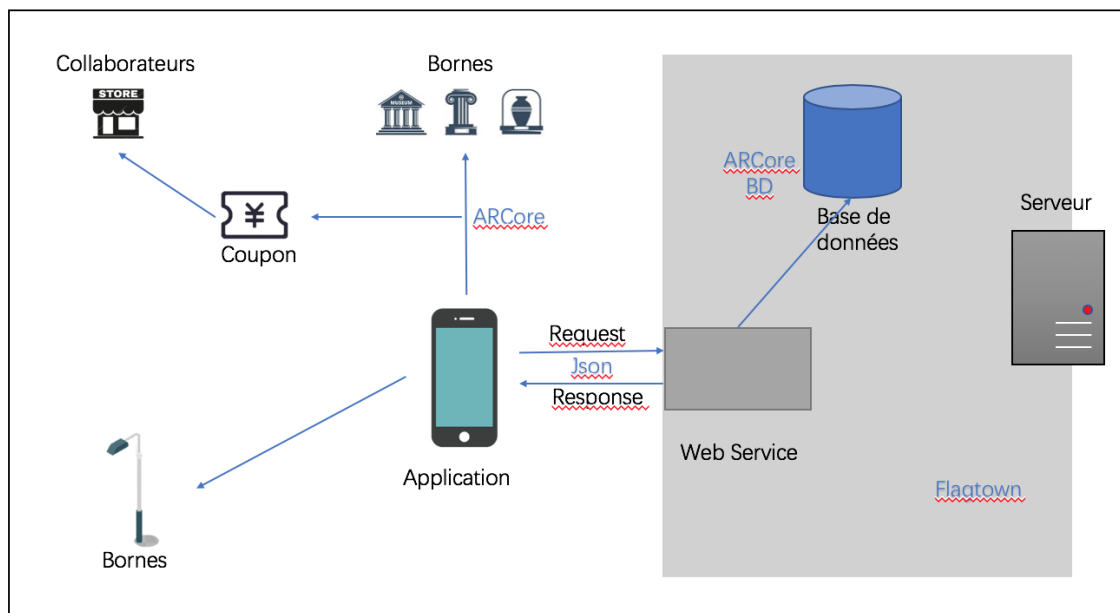 Collaborateurs
STORE
Bornes
MUSEUM
¥
Coupon
ARCore
ARCore
BD
Base de
données
Serveur
Request
Json
Response
Application
Web Service
Flagtown
Bornes